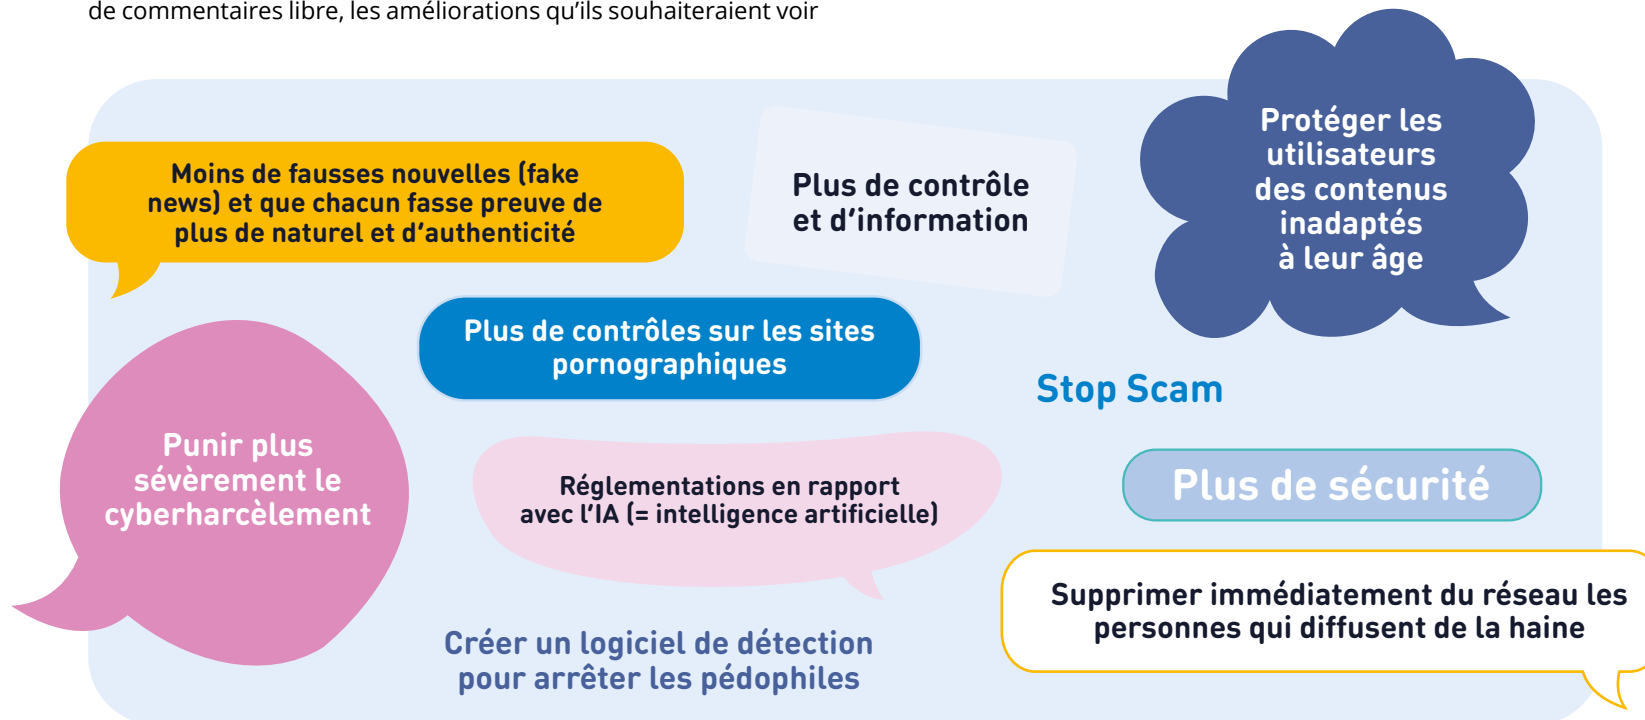 de commentaires libre, les améliorations qu’ils souhaiteraient voir
Moins de fausses nouvelles (fake
news) et que chacun fasse preuve de
plus de naturel et d’authenticité
Plus de contrôle
et d’information
Protéger les
utilisateurs
des contenus
inadaptés
à leur âge
Plus de contrôles sur les sites
pornographiques
Stop Scam
Punir plus
sévèrement le
cyberharcèlement
Réglementations en rapport
avec l’IA (= intelligence artificielle)
Plus de sécurité
Supprimer immédiatement du réseau les
personnes qui diffusent de la haine
Créer un logiciel de détection
pour arrêter les pédophiles